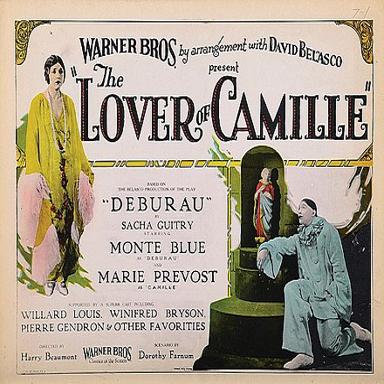 WARNER BROS by arrangement with DAVID BELASCO
present
"The
LOVER OF CAMILLE"
BASED ON
THE BELASCO PRODUCTION OF THE PLAY
"DEBURAU"
BY
SACHA GUITRY
STARRING
MONTE BLUE
AS "DEBURAU"
AND
MARIE PREVOST
AS "CAMILLE"
SUPPORTED BY A SUPERB CAST INCLUDING
WILLARD LOUIS, WINIFRED BRYSON,
PIERRE GENDRON & OTHER FAVORITIES
DIRECTED BY
Harry Beaumont
WARNER BROS
Classics of the Screen
SCENARIO BY
Dorothy Farnum